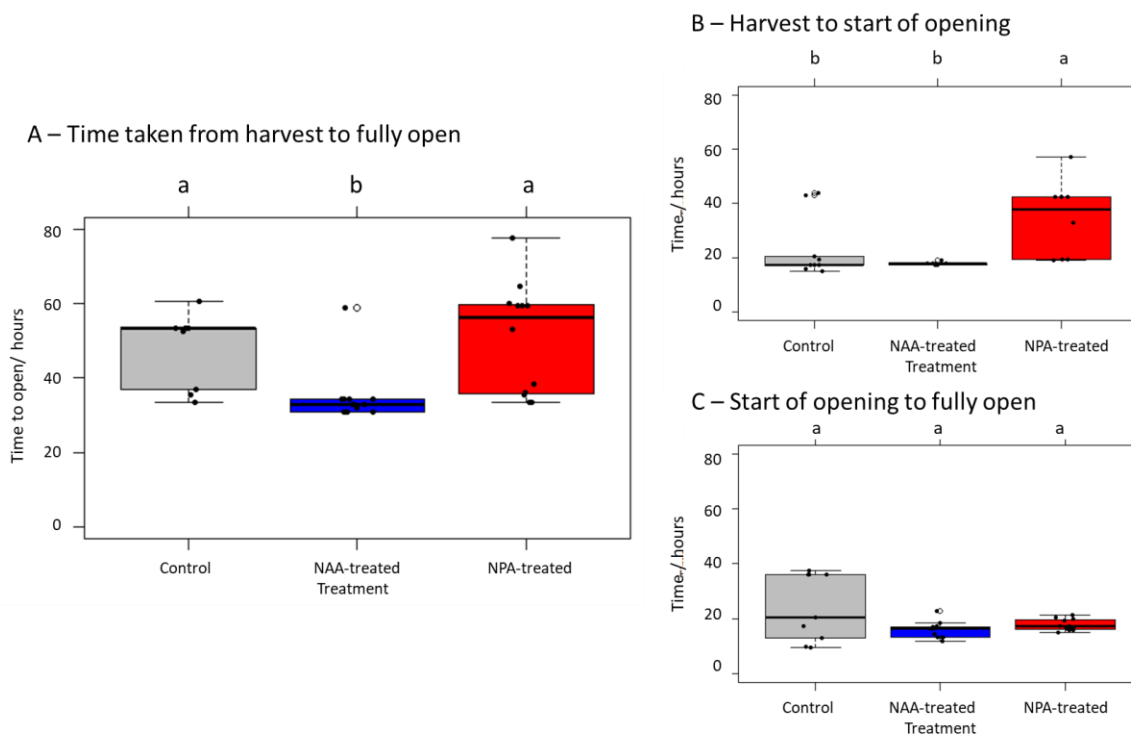 A – Time taken from harvest to fully open
a b a
80
60
40
20
0
Time to open/ hours
Control NAA-treated NPA-treated
Treatment
B – Harvest to start of opening
b b a
80
60
40
20
0
Time / hours
Control NAA-treated NPA-treated
Treatment
C – Start of opening to fully open
a a a
80
60
40
20
0
Time / hours
Control NAA-treated NPA-treated
Treatment